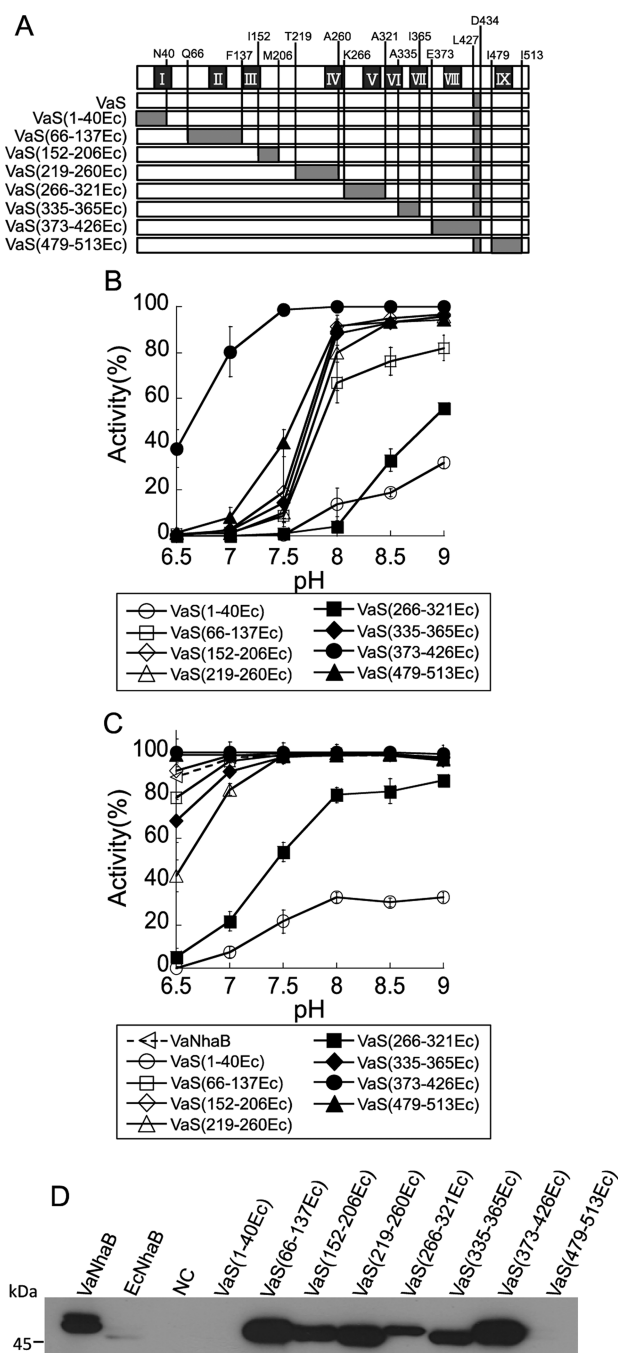 A
I152 T219 A260 A321 I365 D434
N40 Q66 F137 M206 K266 A335 E373 L427 I479 I513
I II III IV V VI VII VIII IX
VaS
VaS(1-40Ec)
VaS(66-137Ec)
VaS(152-206Ec)
VaS(219-260Ec)
VaS(266-321Ec)
VaS(335-365Ec)
VaS(373-426Ec)
VaS(479-513Ec)
B
Activity(%)
100
80
60
40
20
0
6.5 7 7.5 8 8.5 9
pH
VaS(1-40Ec) VaS(266-321Ec)
VaS(66-137Ec) VaS(335-365Ec)
VaS(152-206Ec) VaS(373-426Ec)
VaS(219-260Ec) VaS(479-513Ec)
C
Activity(%)
100
80
60
40
20
0
6.5 7 7.5 8 8.5 9
pH
VaNhaB VaS(266-321Ec)
VaS(1-40Ec) VaS(335-365Ec)
VaS(66-137Ec) VaS(373-426Ec)
VaS(152-206Ec) VaS(479-513Ec)
VaS(219-260Ec)
D
VaNhaB EcNhaB NC VaS(1-40Ec) VaS(66-137Ec) VaS(152-206Ec) VaS(219-260Ec) VaS(266-321Ec) VaS(335-365Ec) VaS(373-426Ec) VaS(479-513Ec)
kDa
45